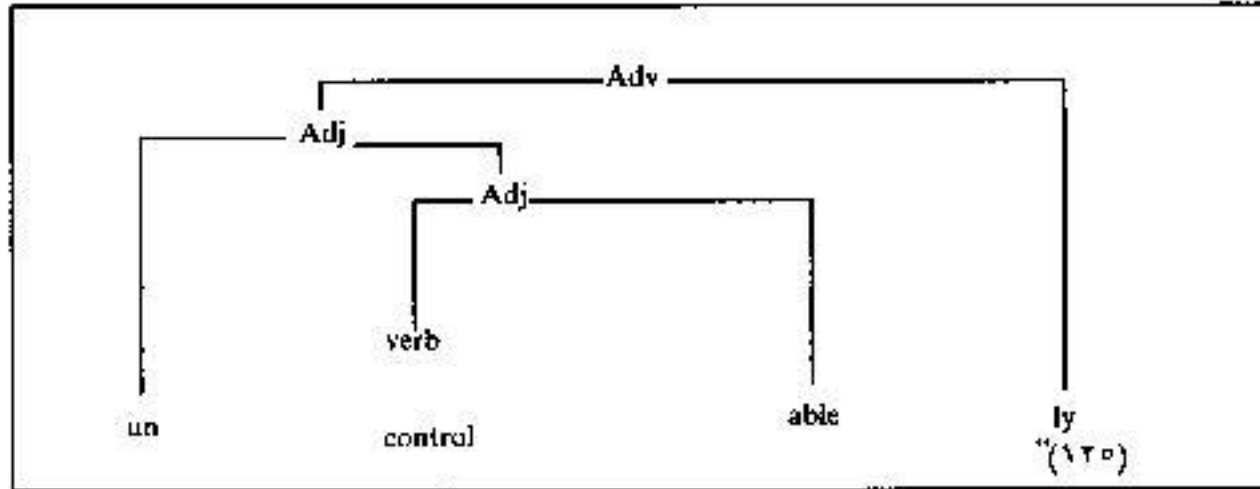 Adv
Adj
Adj
verb
un control able ly
"(١٢٥)